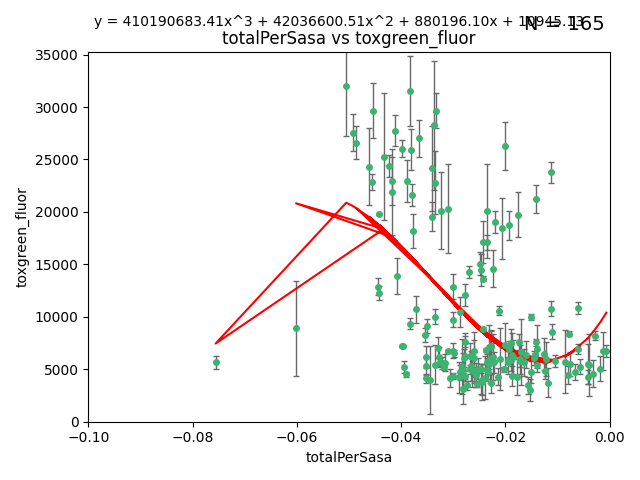 y = 410190683.41x^3 + 42036600.51x^2 + 880196.10x + 10945.13
N = 165
totalPerSasa vs toxgreen_fluor
35000
30000
25000
20000
15000
10000
5000
0
toxgreen_fluor
−0.10 −0.08 −0.06 −0.04 −0.02 0.00
totalPerSasa